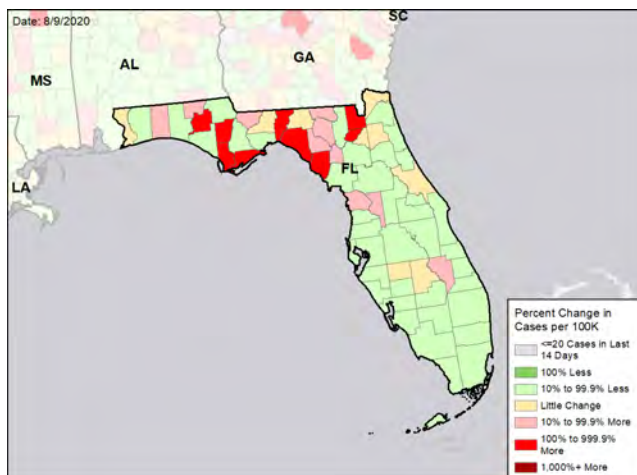 Date: 8/9/2020
SC
AL
GA
MS
LA
FL
Percent Change in
Cases per 100K
<=20 Cases in Last
14 Days
100% Less
10% to 99.9% Less
Little Change
10% to 99.9% More
100% to 999.9%
More
1,000%+ More